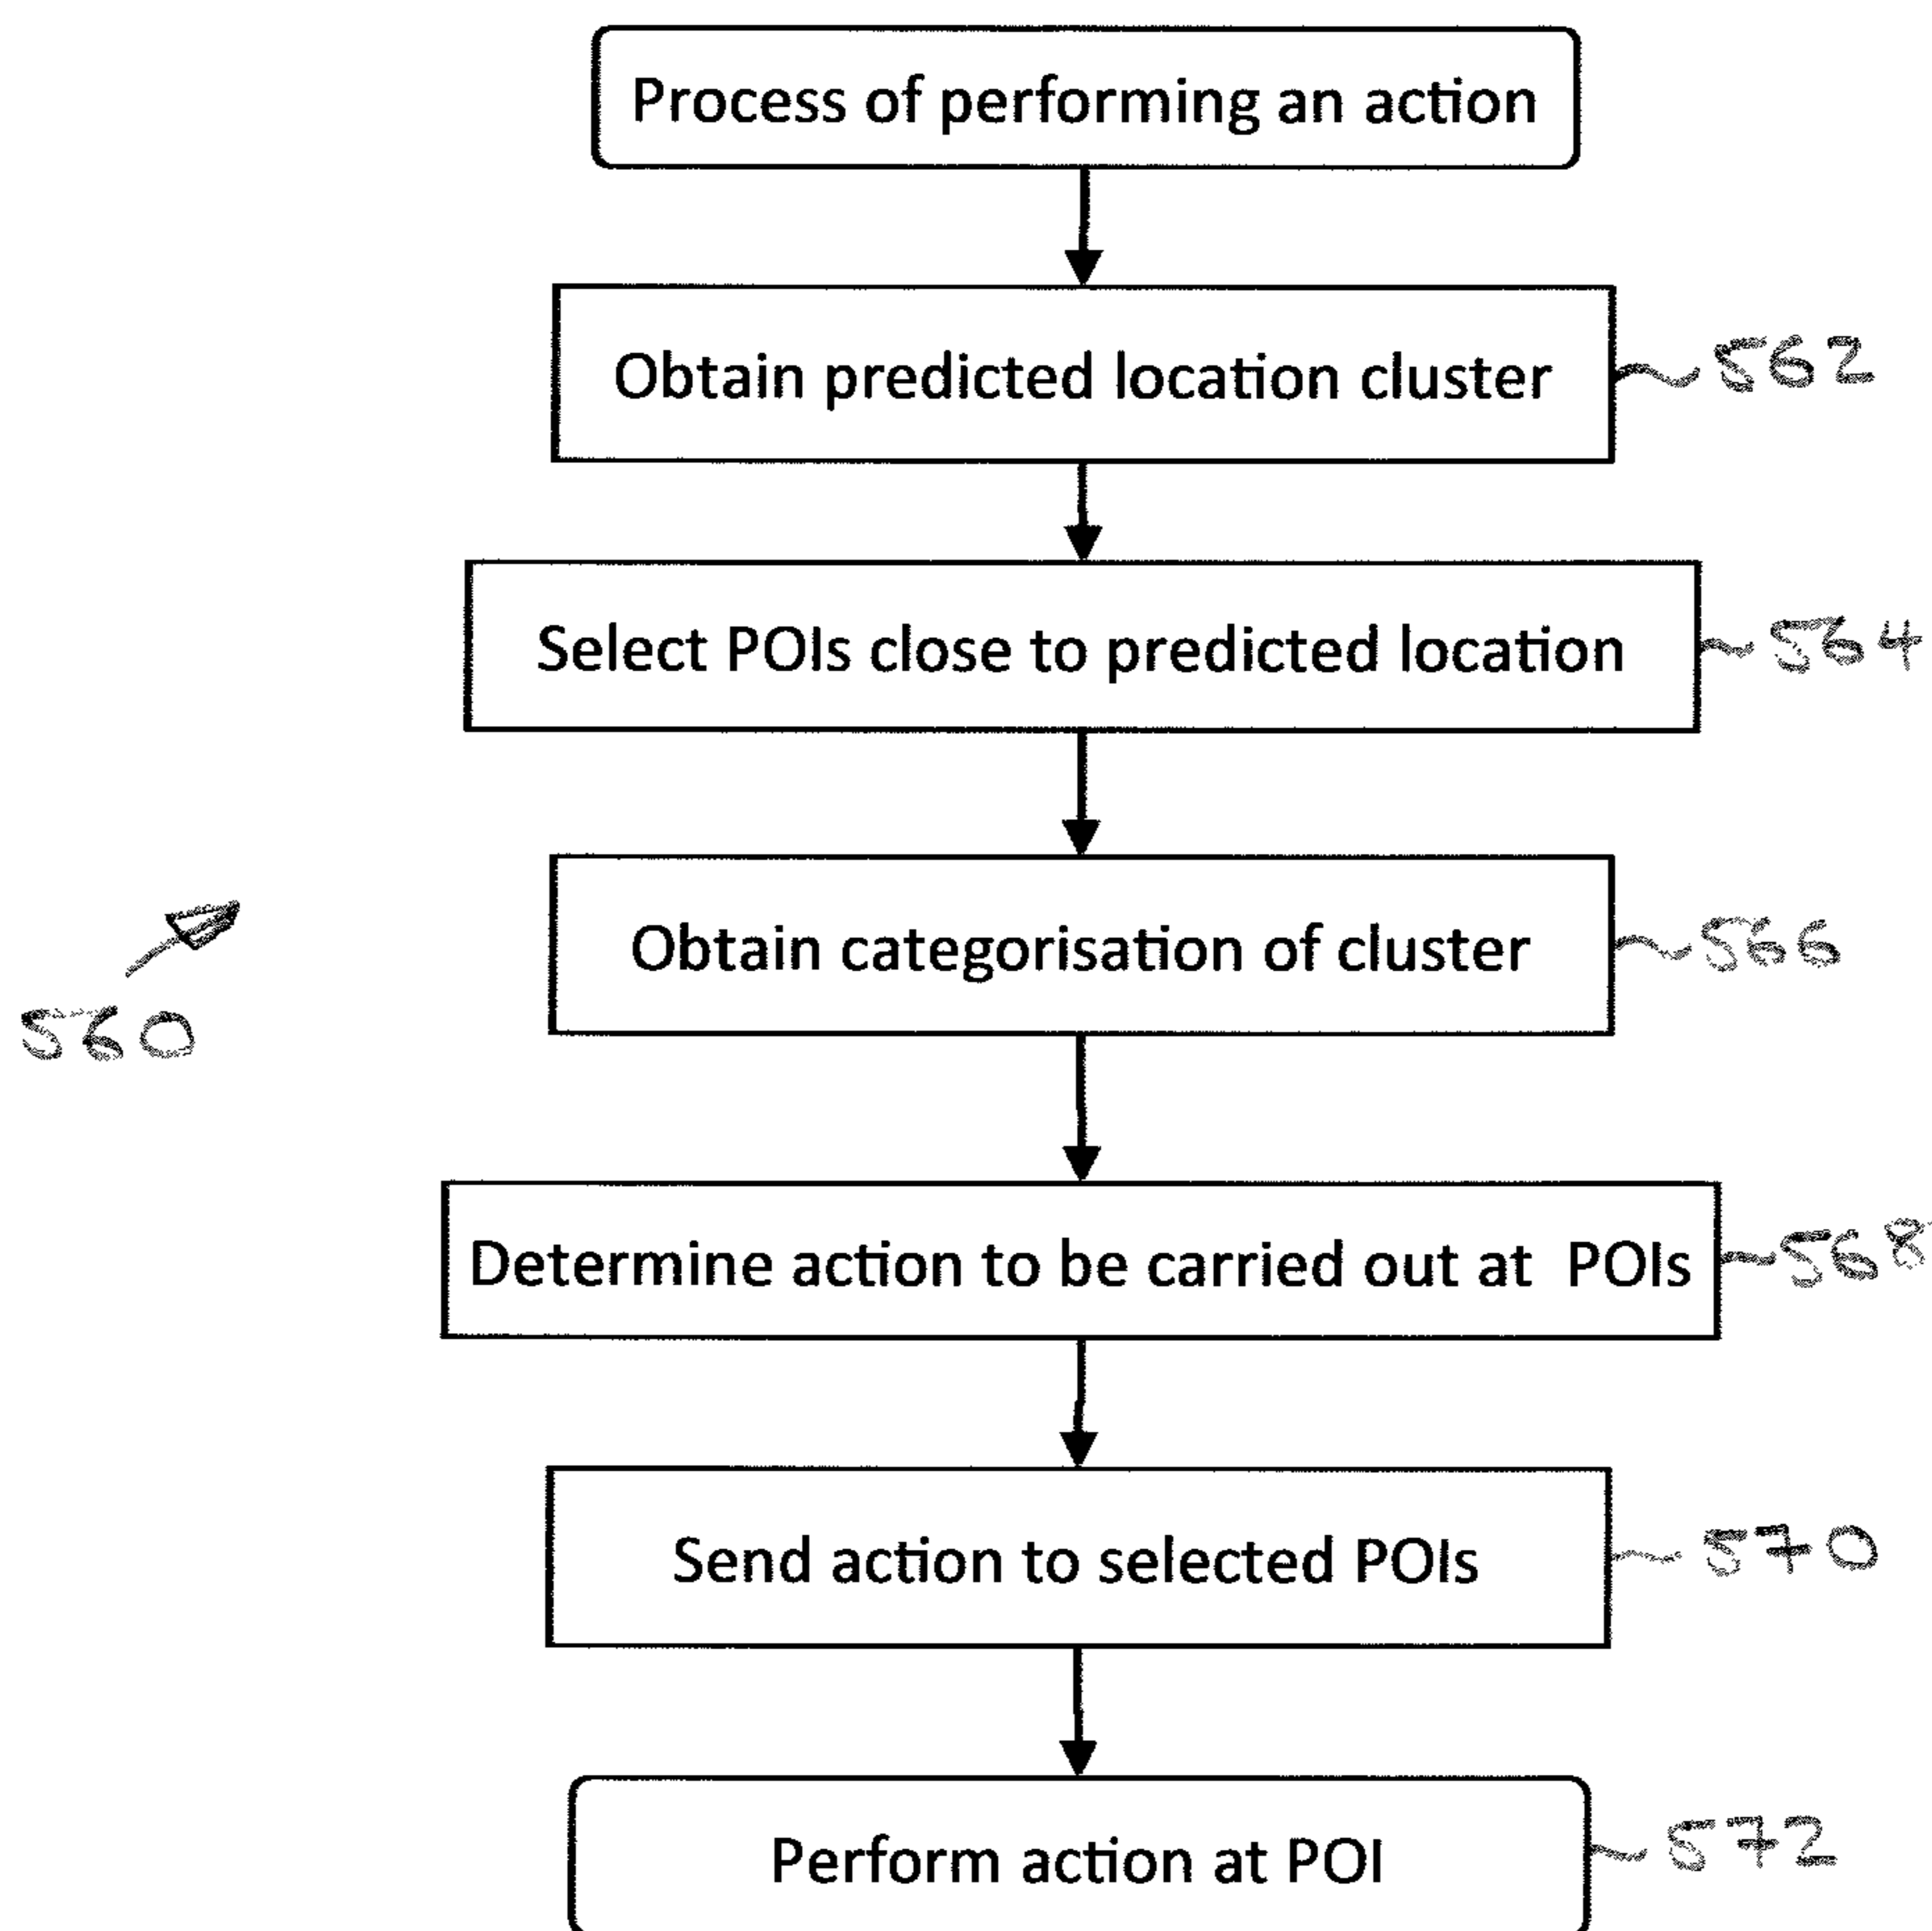 Process of performing an action
Obtain predicted location cluster
562
Select POIs close to predicted location
564
Obtain categorisation of cluster
566
560
Determine action to be carried out at POIs
568
Send action to selected POIs
570
Perform action at POI
572